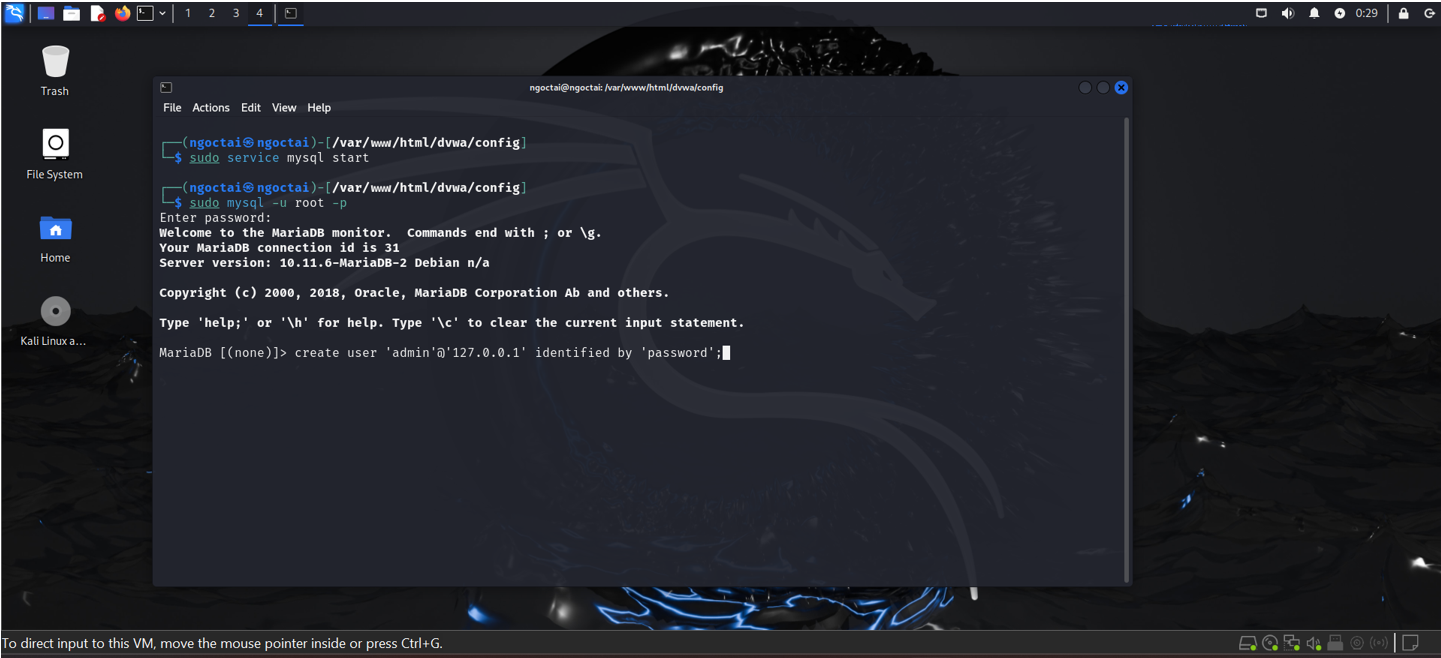 1 2 3 4
0:29
Trash
ngoctai@ngoctai: /var/www/html/dvwa/config
File Actions Edit View Help
┌──(ngoctai㉿ngoctai)-[/var/www/html/dvwa/config]
└─$ sudo service mysql start
File System
┌──(ngoctai㉿ngoctai)-[/var/www/html/dvwa/config]
└─$ sudo mysql -u root -p
Enter password:
Welcome to the MariaDB monitor.  Commands end with ; or \g.
Your MariaDB connection id is 31
Server version: 10.11.6-MariaDB-2 Debian n/a
Home
Copyright (c) 2000, 2018, Oracle, MariaDB Corporation Ab and others.
Type 'help;' or '\h' for help. Type '\c' to clear the current input statement.
Kali Linux a...
MariaDB [(none)]> create user 'admin'@'127.0.0.1' identified by 'password';
To direct input to this VM, move the mouse pointer inside or press Ctrl+G.